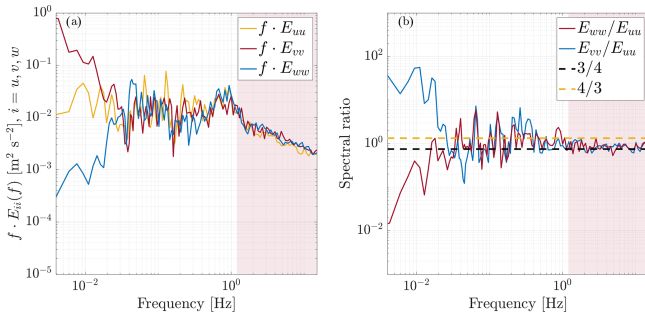 (a)
f · E_uu
f · E_vv
f · E_ww
10^0
10^-1
10^-2
10^-3
10^-4
10^-5
f · E_ii(f) [m² s⁻²], i = u, v, w
10^-2
10^0
Frequency [Hz]
(b)
E_ww/E_uu
E_vv/E_uu
3/4
4/3
10^2
10^0
10^-2
Spectral ratio
10^-2
10^0
Frequency [Hz]